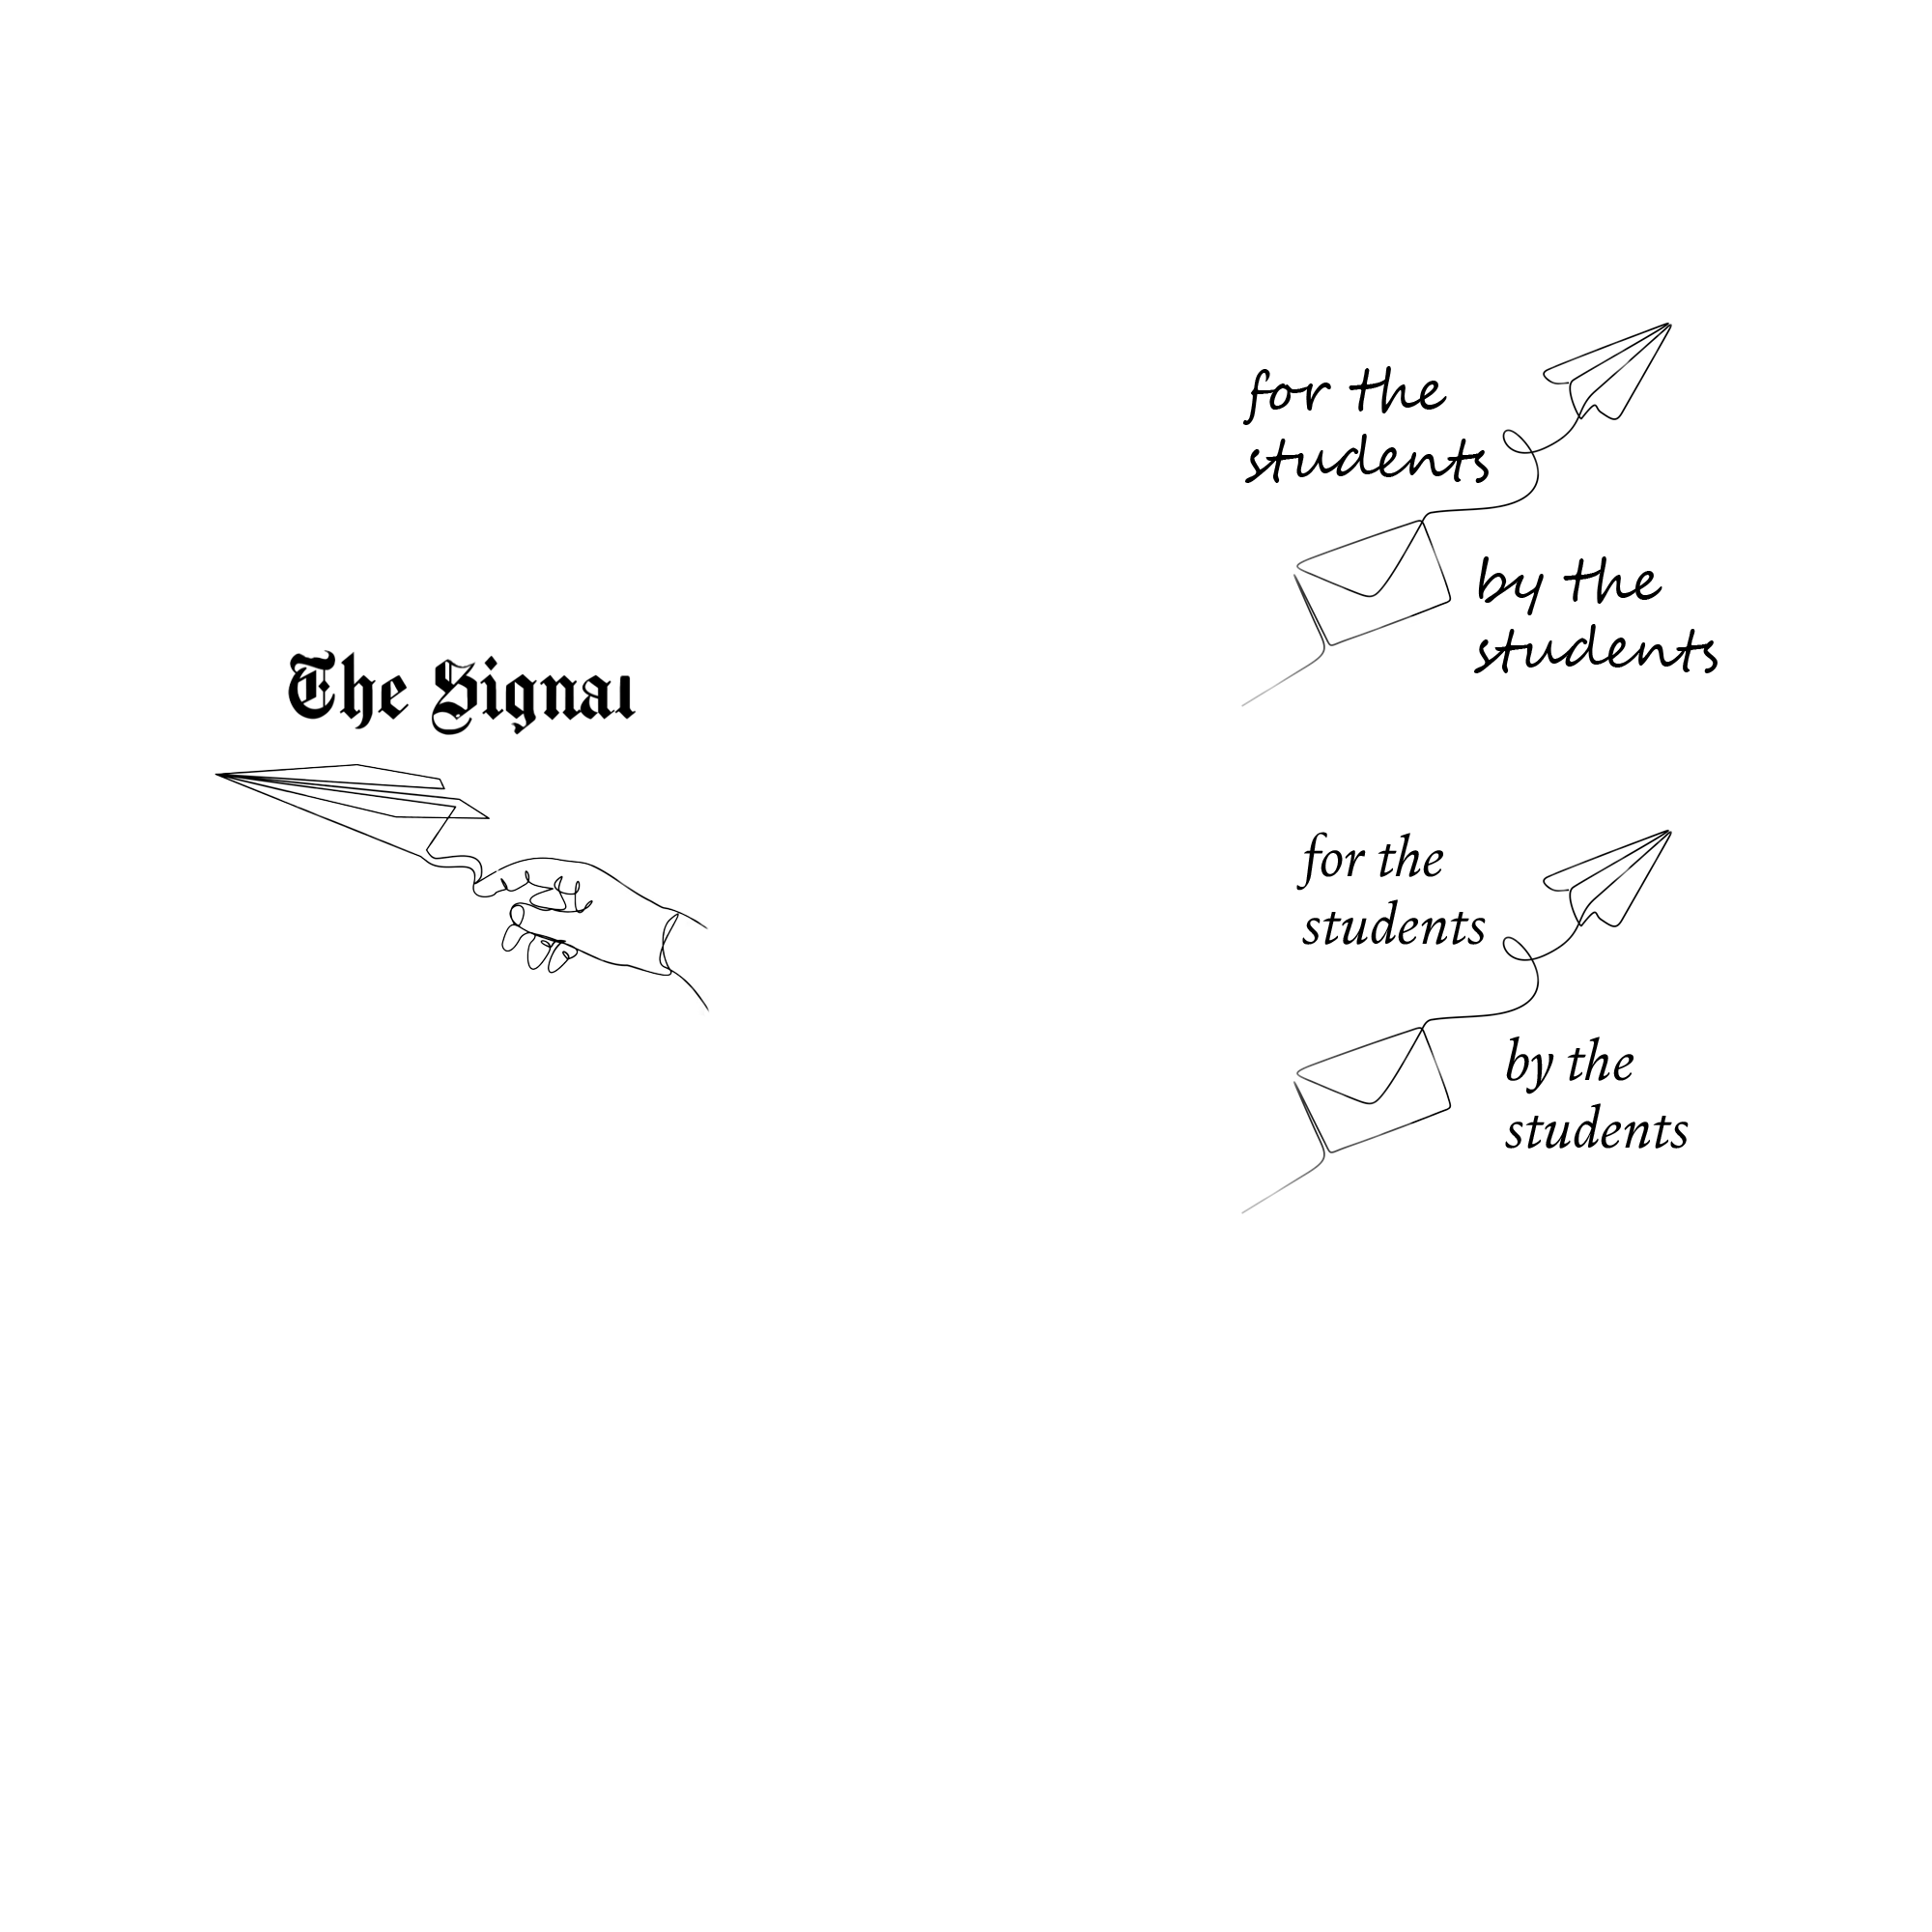 The Signal
for the
students
by the
students
for the
students
by the
students